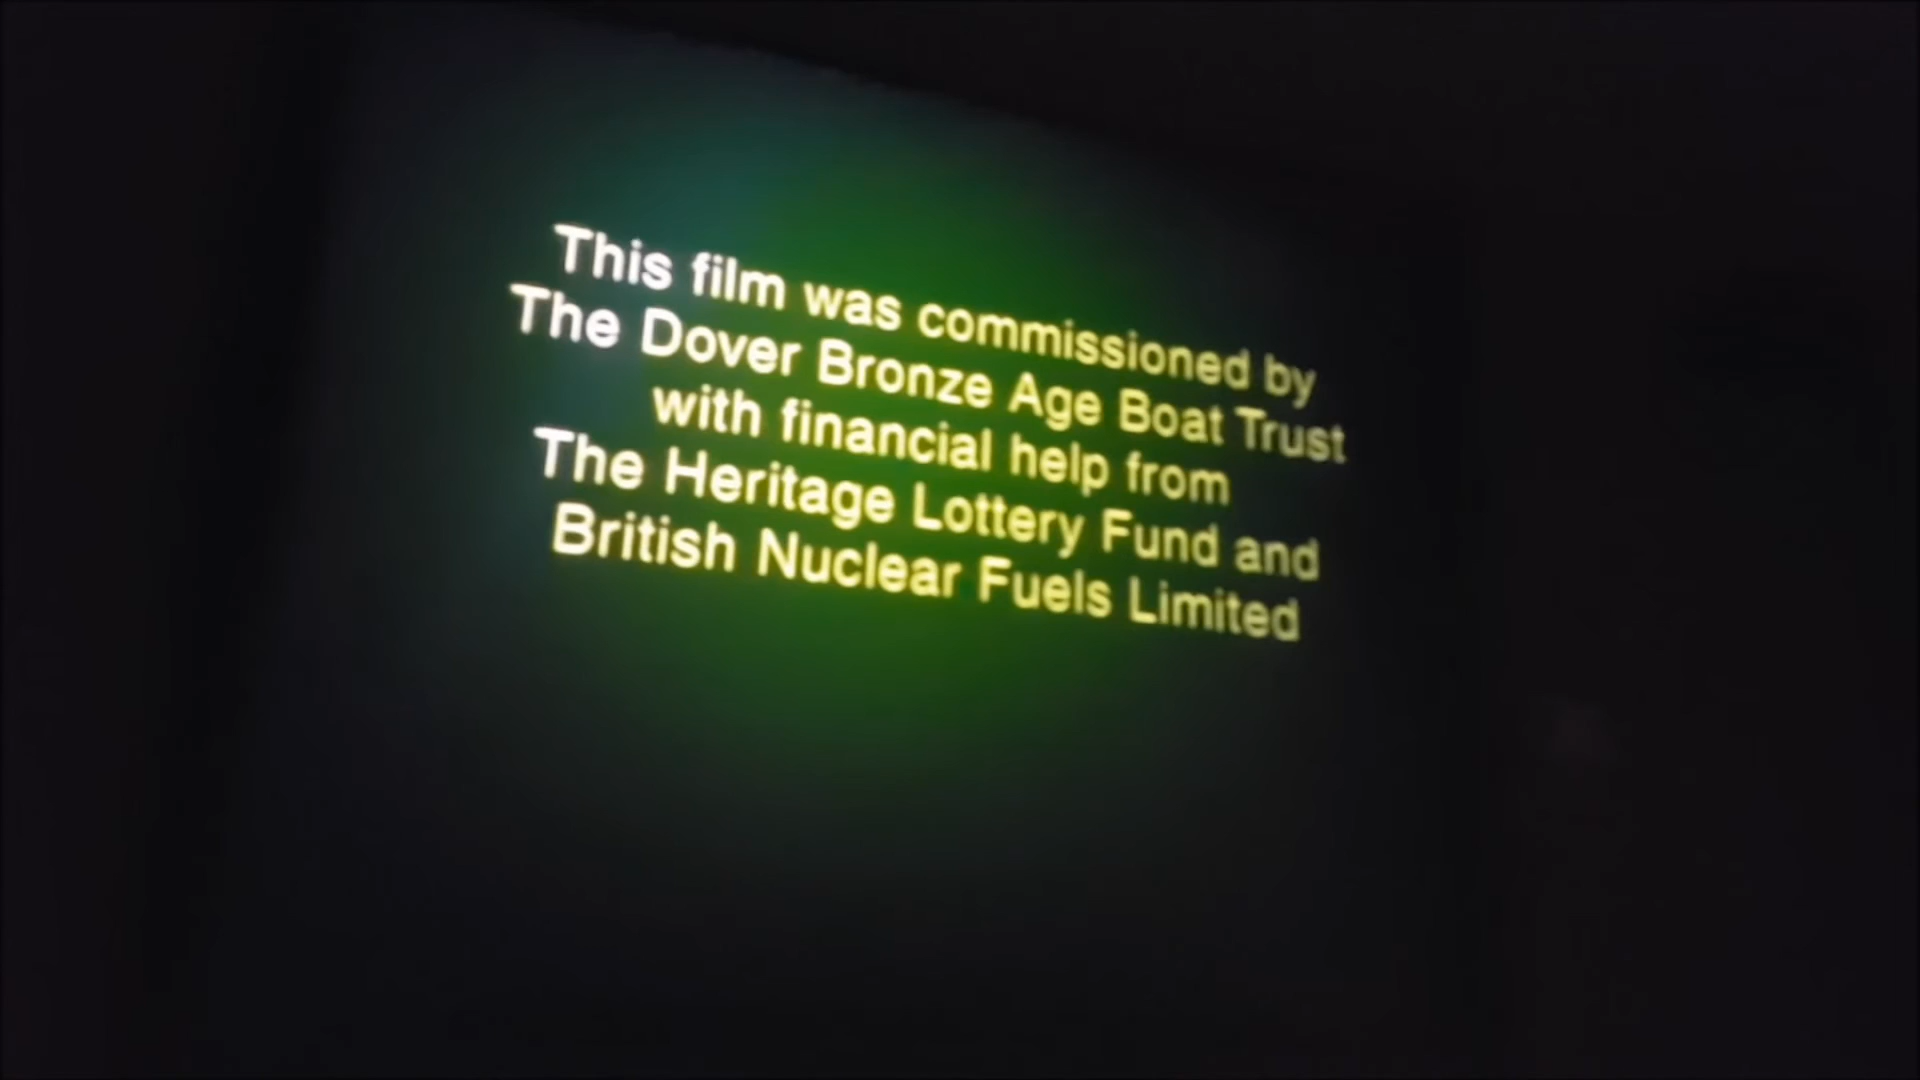 This film was commissioned by
The Dover Bronze Age Boat Trust
with financial help from
The Heritage Lottery Fund and
British Nuclear Fuels Limited